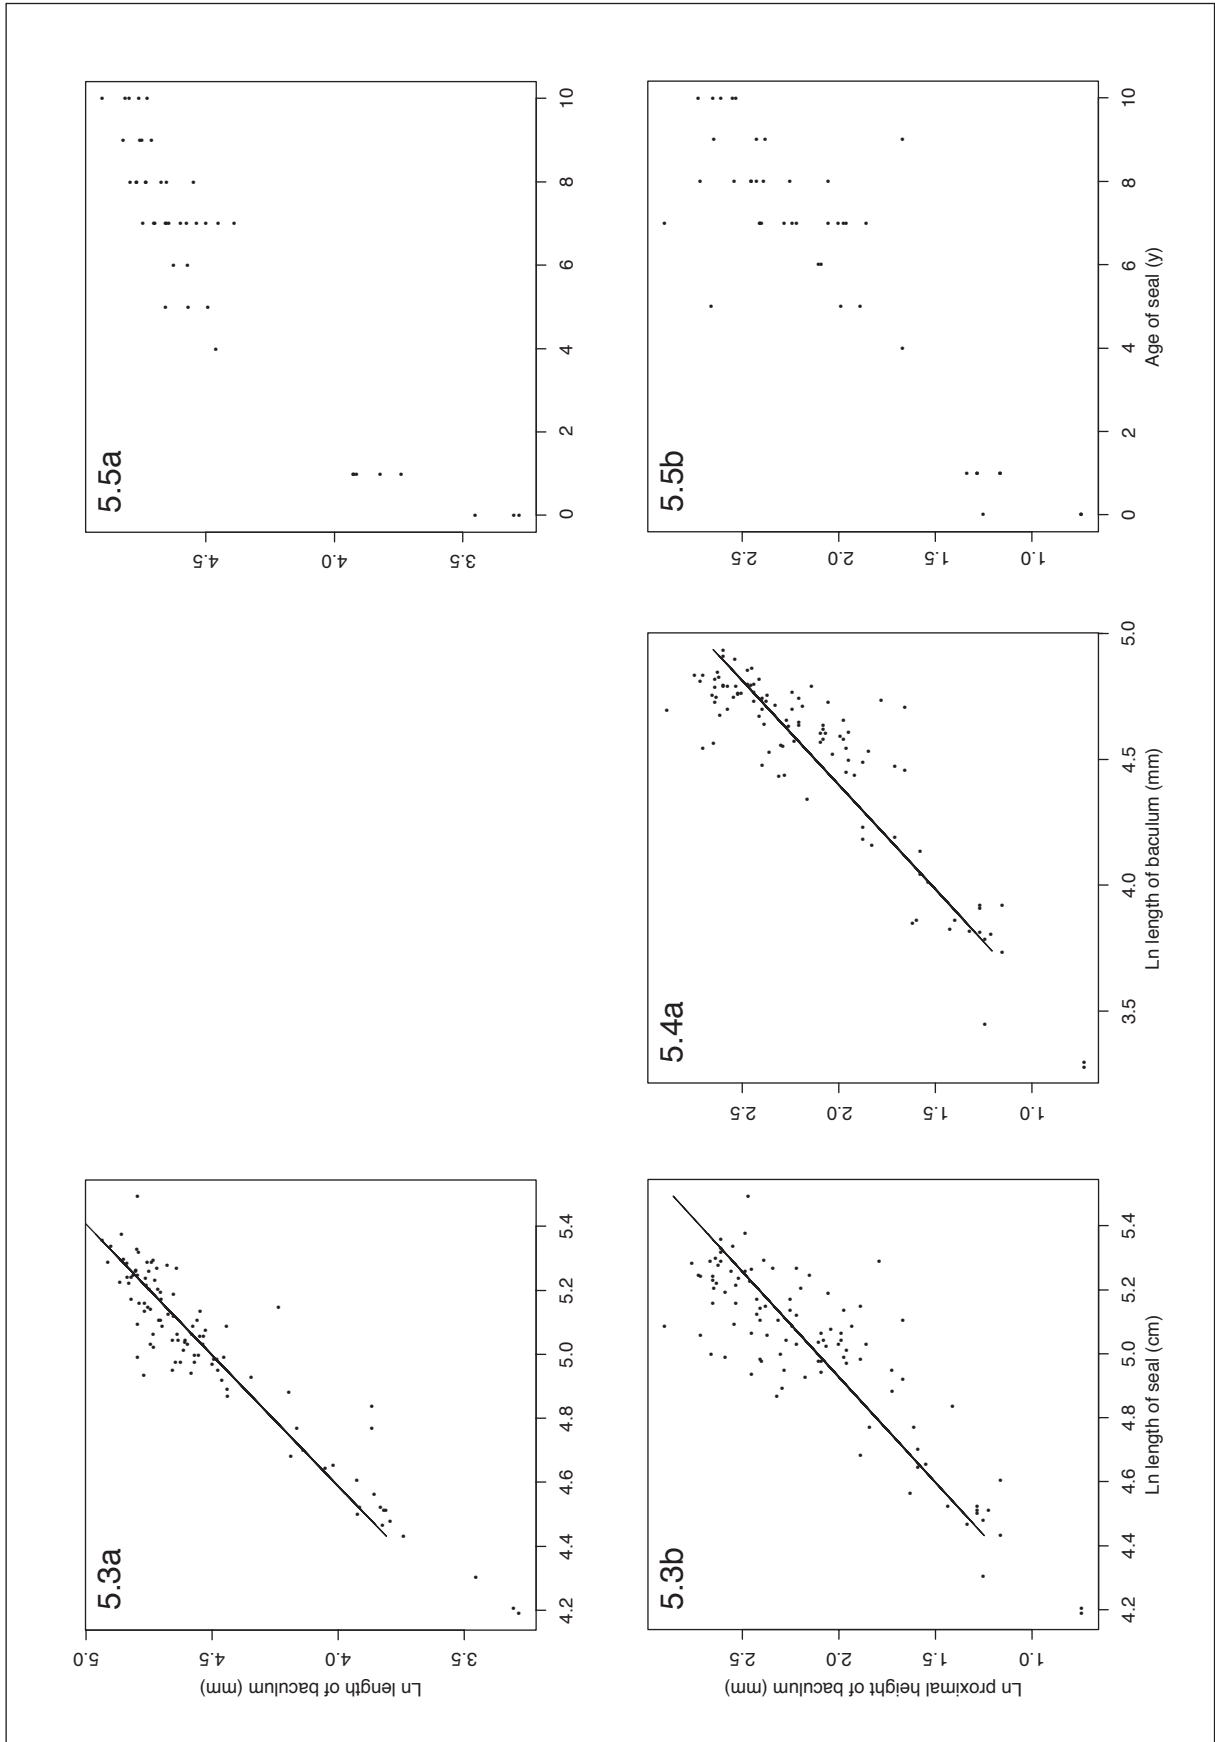 5.3a
5.0
4.5
4.0
3.5
Ln length of baculum (mm)
4.2 4.4 4.6 4.8 5.0 5.2 5.4
5.5a
4.5
4.0
3.5
0 2 4 6 8 10
5.3b
2.5
2.0
1.5
1.0
Ln proximal height of baculum (mm)
4.2 4.4 4.6 4.8 5.0 5.2 5.4
Ln length of seal (cm)
5.4a
2.5
2.0
1.5
1.0
3.5 4.0 4.5 5.0
Ln length of baculum (mm)
5.5b
2.5
2.0
1.5
1.0
0 2 4 6 8 10
Age of seal (y)